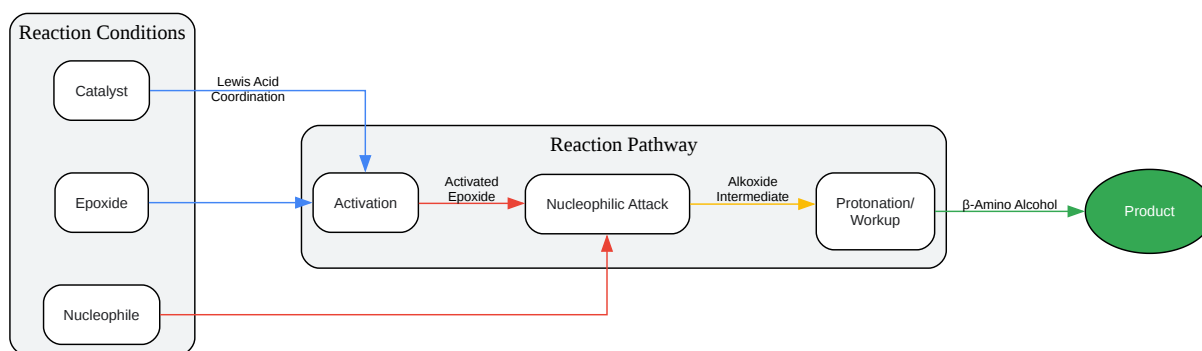 Reaction Conditions
Catalyst
Lewis Acid
Coordination
Reaction Pathway
Epoxide
Activation
Activated
Epoxide
Nucleophilic Attack
Alkoxide
Intermediate
Protonation/
Workup
β-Amino Alcohol
Product
Nucleophile